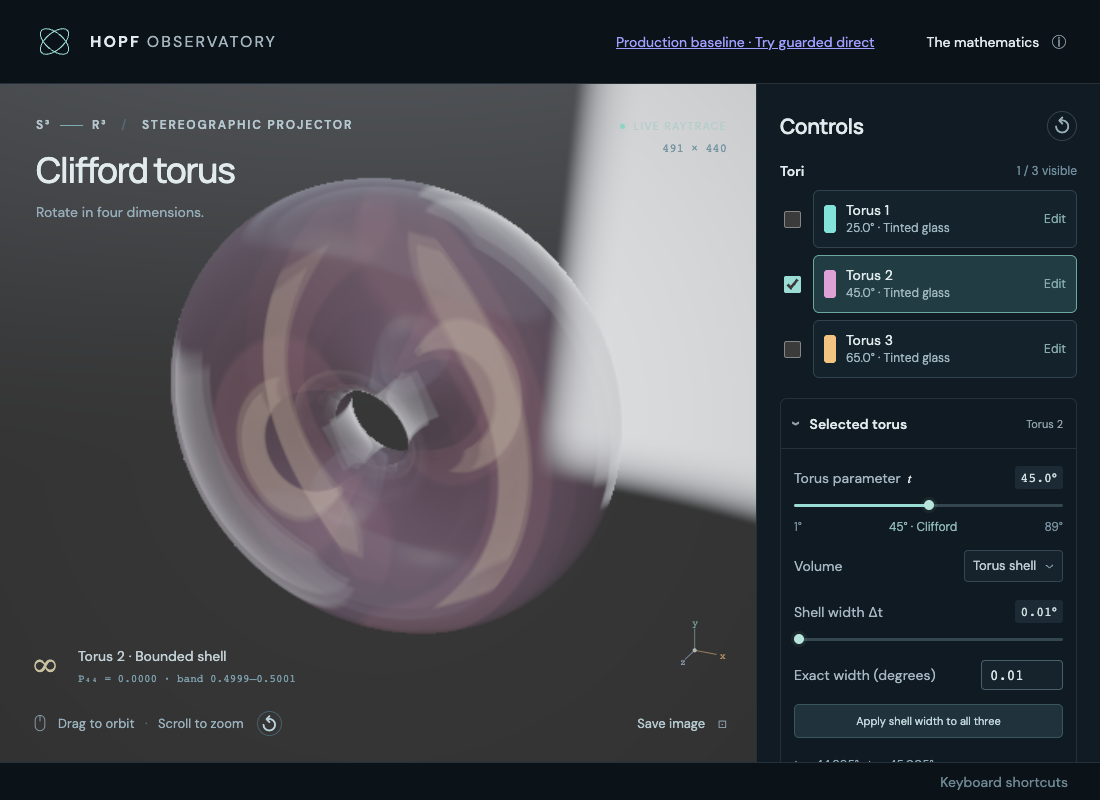 HOPF OBSERVATORY
Production baseline · Try guarded direct
The mathematics ⓘ
S³ — R³ / STEREOGRAPHIC PROJECTOR
LIVE RAYTRACE
491 × 440
Clifford torus
Rotate in four dimensions.
Controls
Tori
1 / 3 visible
Torus 1
25.0° · Tinted glass
Edit
Torus 2
45.0° · Tinted glass
Edit
Torus 3
65.0° · Tinted glass
Edit
Selected torus
Torus 2
Torus parameter t
45.0°
1°
45° · Clifford
89°
Volume
Torus shell
Shell width Δt
0.01°
Exact width (degrees)
0.01
Apply shell width to all three
y
x
z
∞
Torus 2 · Bounded shell
P₄₄ = 0.0000 · band 0.4999—0.5001
Drag to orbit · Scroll to zoom
Save image
Keyboard shortcuts